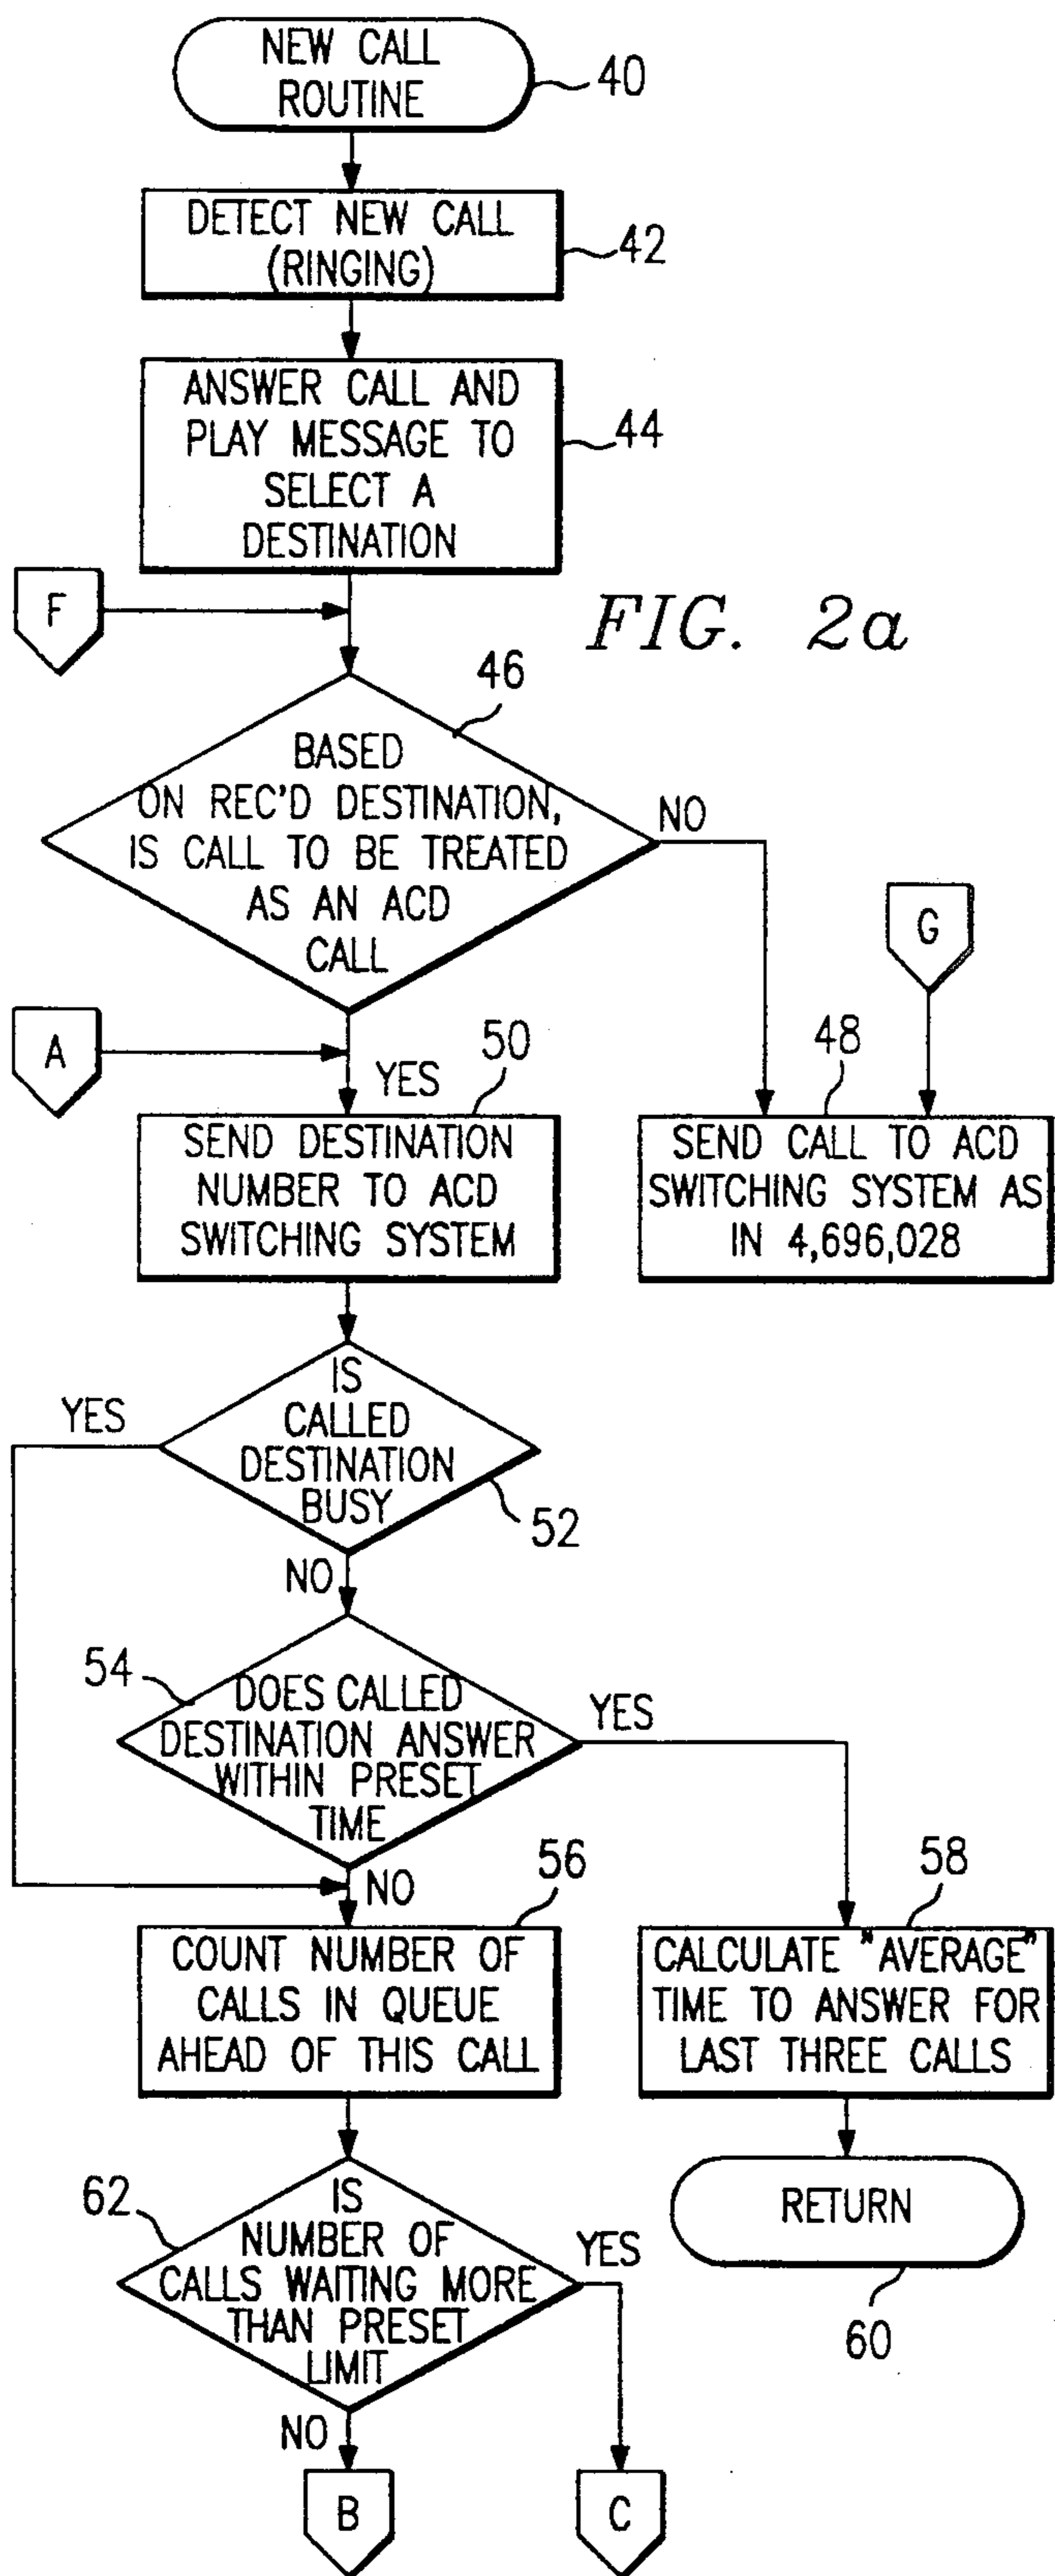 NEW CALL
ROUTINE
40
DETECT NEW CALL
(RINGING)
42
ANSWER CALL AND
PLAY MESSAGE TO
SELECT A
DESTINATION
44
F
FIG. 2a
46
BASED
ON REC'D DESTINATION,
IS CALL TO BE TREATED
AS AN ACD
CALL
NO
G
A
YES
50
48
SEND DESTINATION
NUMBER TO ACD
SWITCHING SYSTEM
SEND CALL TO ACD
SWITCHING SYSTEM AS
IN 4,696,028
IS
CALLED
DESTINATION
BUSY
YES
52
NO
54
DOES CALLED
DESTINATION ANSWER
WITHIN PRESET
TIME
YES
NO
56
58
COUNT NUMBER OF
CALLS IN QUEUE
AHEAD OF THIS CALL
CALCULATE "AVERAGE"
TIME TO ANSWER FOR
LAST THREE CALLS
62
IS
NUMBER OF
CALLS WAITING MORE
THAN PRESET
LIMIT
YES
RETURN
60
NO
B
C